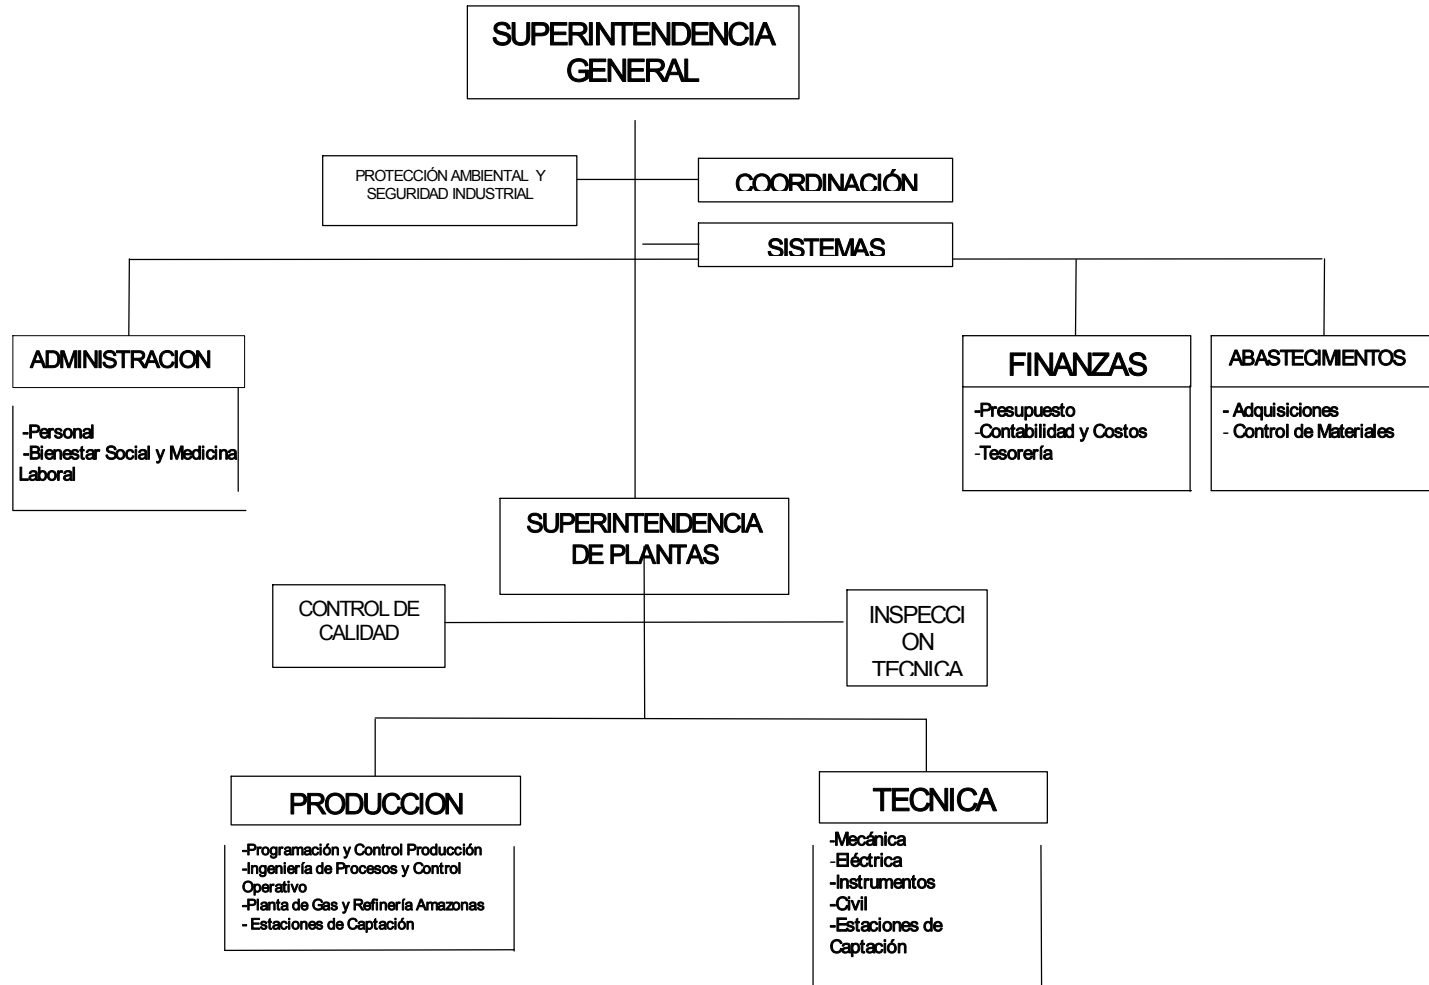 SUPERINTENDENCIA
GENERAL
PROTECCIÓN AMBIENTAL Y
SEGURIDAD INDUSTRIAL
COORDINACIÓN
SISTEMAS
ADMINISTRACION
-Personal
-Bienestar Social y Medicina
Laboral
FINANZAS
-Presupuesto
-Contabilidad y Costos
-Tesorería
ABASTECIMIENTOS
- Adquisiciones
- Control de Materiales
SUPERINTENDENCIA
DE PLANTAS
CONTROL DE
CALIDAD
INSPECCI
ON
TECNICA
PRODUCCION
-Programación y Control Producción
-Ingeniería de Procesos y Control
Operativo
-Planta de Gas y Refinería Amazonas
- Estaciones de Captación
TECNICA
-Mecánica
-Eléctrica
-Instrumentos
-Civil
-Estaciones de
Captación